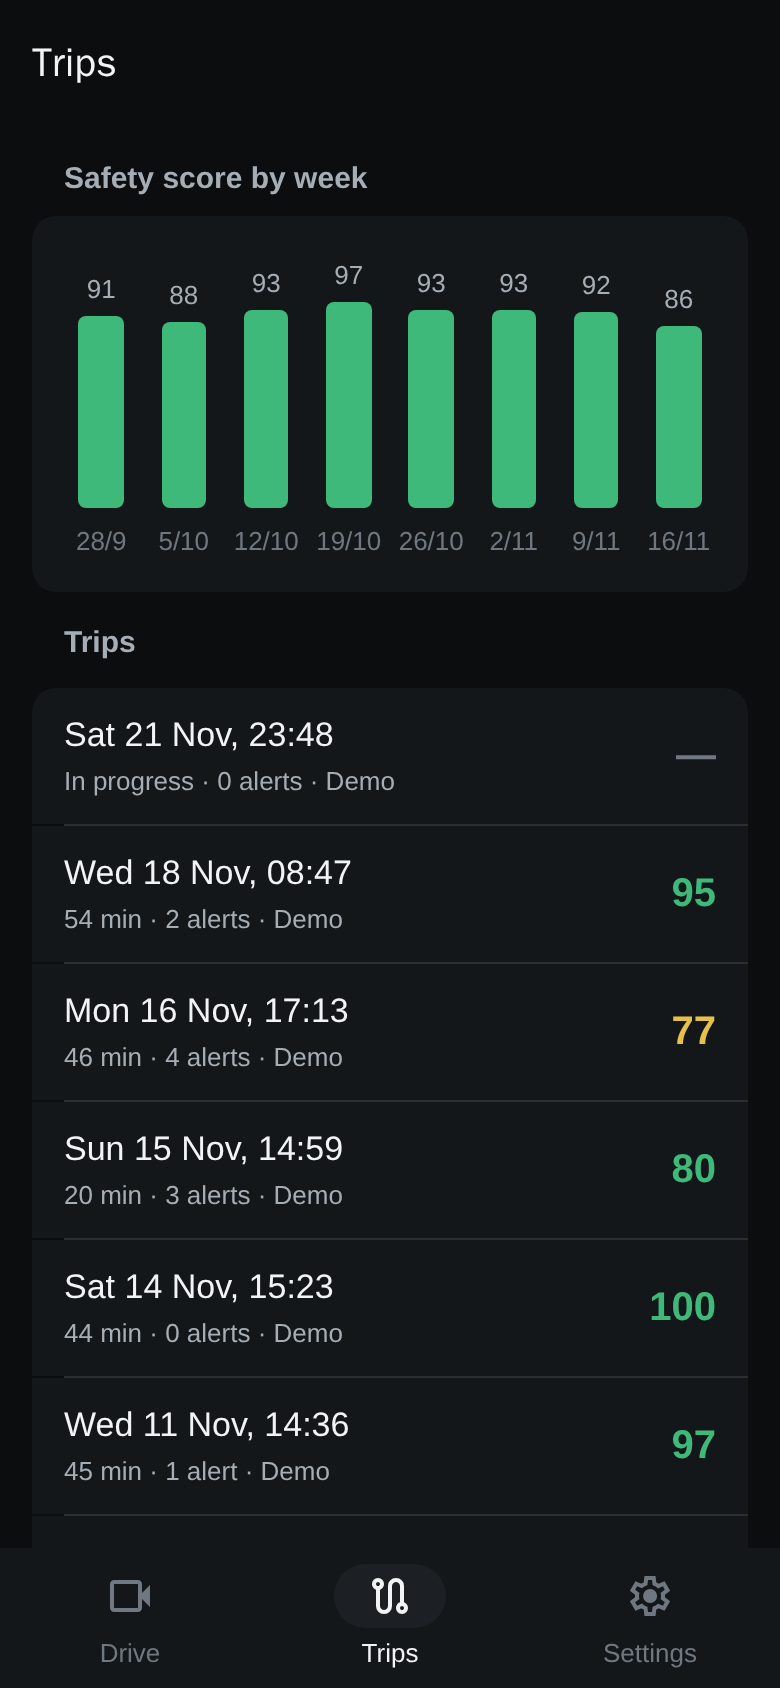 Trips
Safety score by week
91 88 93 97 93 93 92 86
28/9 5/10 12/10 19/10 26/10 2/11 9/11 16/11
Trips
Sat 21 Nov, 23:48
In progress · 0 alerts · Demo
—
Wed 18 Nov, 08:47
54 min · 2 alerts · Demo
95
Mon 16 Nov, 17:13
46 min · 4 alerts · Demo
77
Sun 15 Nov, 14:59
20 min · 3 alerts · Demo
80
Sat 14 Nov, 15:23
44 min · 0 alerts · Demo
100
Wed 11 Nov, 14:36
45 min · 1 alert · Demo
97
Drive Trips Settings